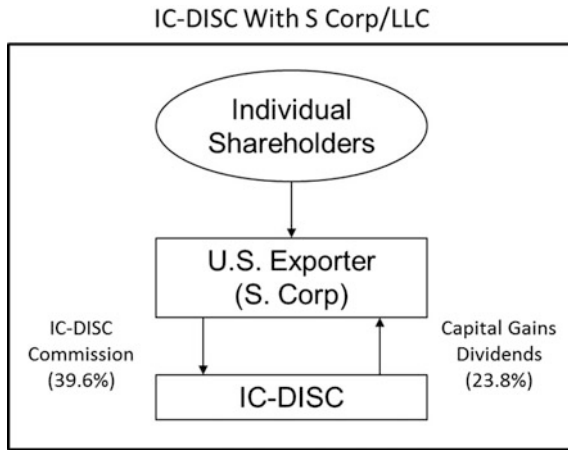 IC-DISC With S Corp/LLC
Individual
Shareholders
U.S. Exporter
(S. Corp)
IC-DISC
Commission
(39.6%)
Capital Gains
Dividends
(23.8%)
IC-DISC